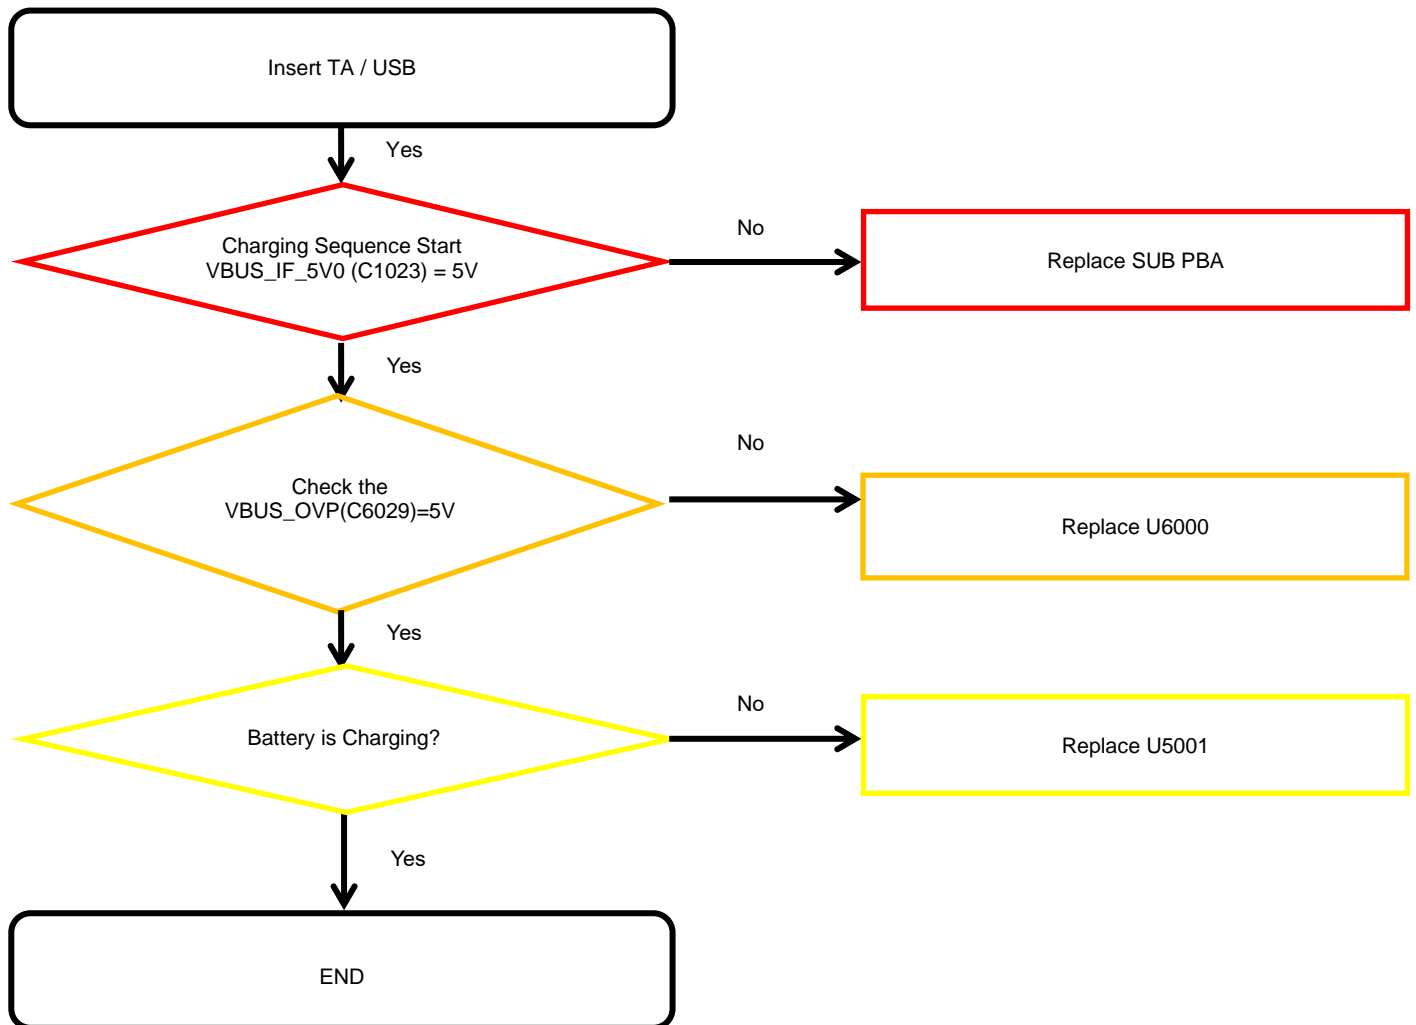 Insert TA / USB
Yes
Charging Sequence Start
VBUS_IF_5V0 (C1023) = 5V
No
Replace SUB PBA
Yes
Check the
VBUS_OVP(C6029)=5V
No
Replace U6000
Yes
Battery is Charging?
No
Replace U5001
Yes
END